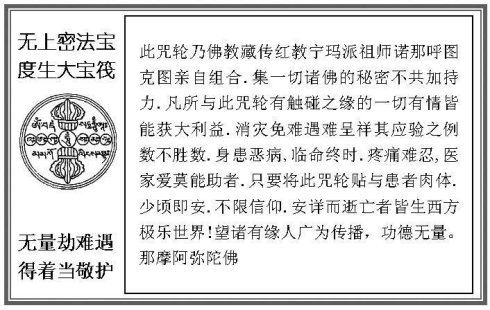 无上密法宝
度生大宝筏
无量劫难遇
得着当敬护
此咒轮乃佛教藏传红教宁玛派祖师诺那呼图
克图亲自组合.集一切诸佛的秘密不共加持
力.凡所与此咒轮有触碰之缘的一切有情皆
能获大利益.消灾免难遇难呈祥其应验之例
数不胜数.身患恶病,临命终时.疼痛难忍,医
家爱莫能助者.只要将此咒轮贴与患者肉体.
少顷即安.不限信仰.安详而逝亡者皆生西方
极乐世界!望诸有缘人广为传播，功德无量。
那摩阿弥陀佛